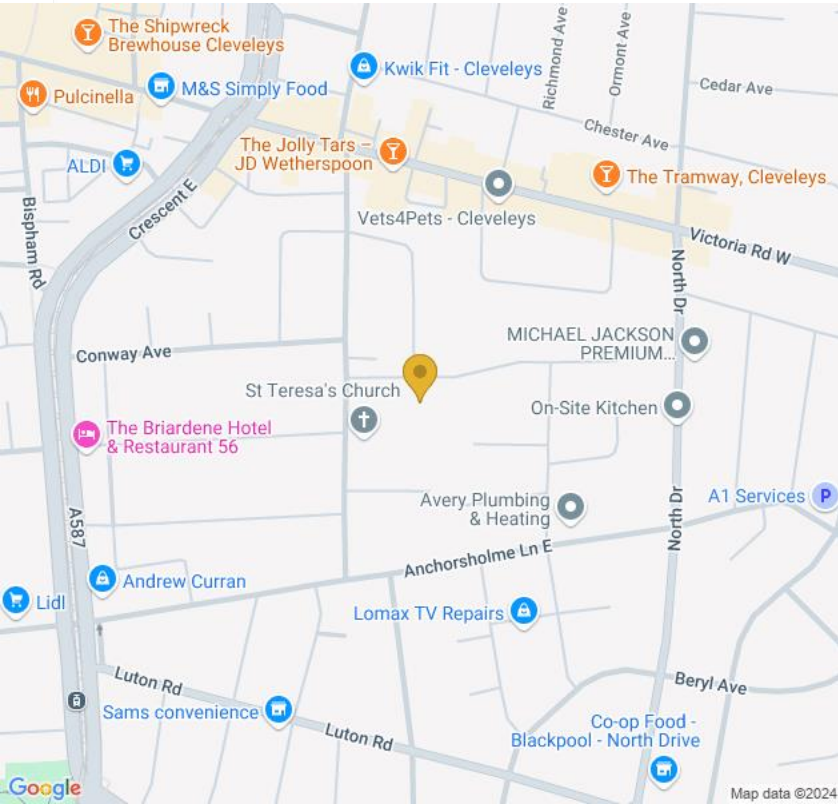 The Shipwreck
Brewhouse Cleveleys
Kwik Fit - Cleveleys
Richmond Ave
Ormont Ave
Cedar Ave
Pulcinella
M&S Simply Food
Chester Ave
The Jolly Tars –
JD Wetherspoon
ALDI
The Tramway, Cleveleys
Crescent E
Bispham Rd
Vets4Pets - Cleveleys
Victoria Rd W
North Dr
MICHAEL JACKSON
PREMIUM...
Conway Ave
St Teresa's Church
On-Site Kitchen
The Briardene Hotel
& Restaurant 56
A587
Avery Plumbing
& Heating
A1 Services
P
North Dr
Anchorsholme Ln E
Andrew Curran
Lidl
Lomax TV Repairs
Luton Rd
Beryl Ave
Sams convenience
Luton Rd
Co-op Food -
Blackpool - North Drive
Google
Map data ©2024